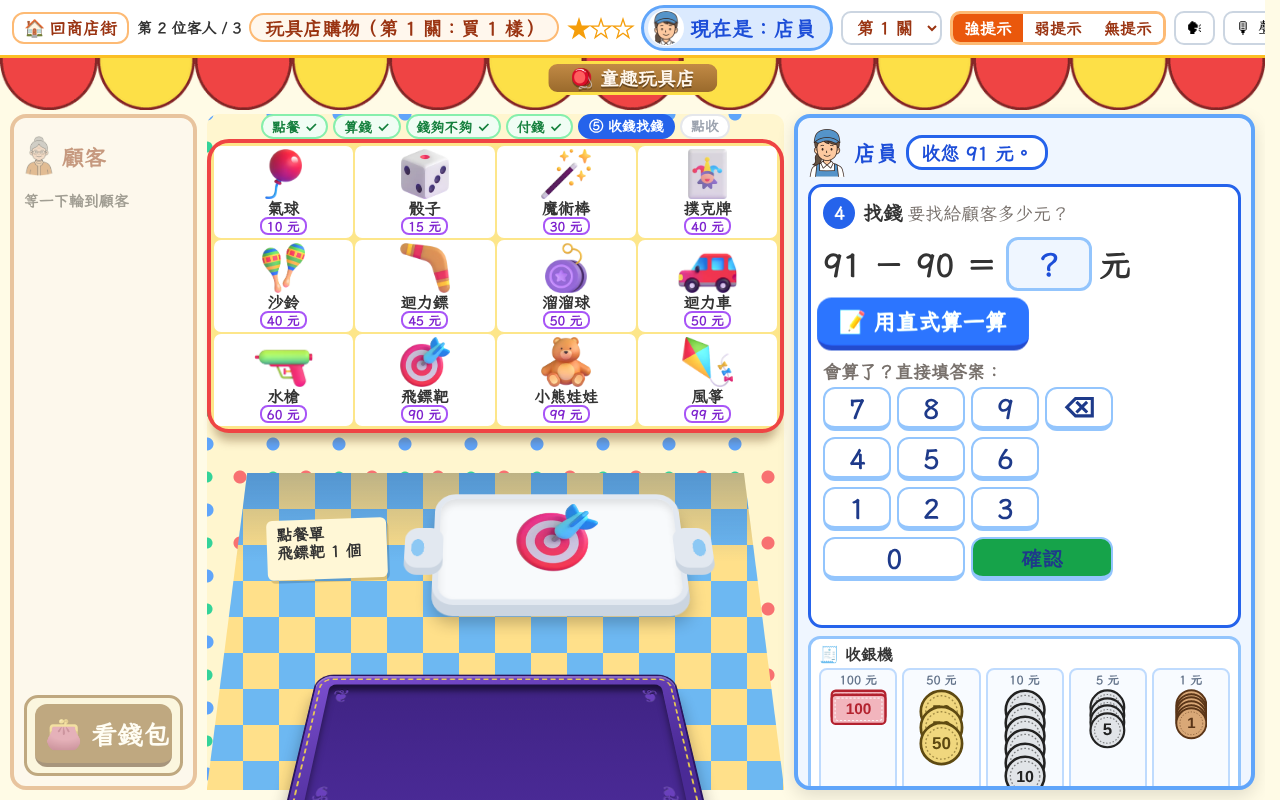 回商店街
第 2 位客人 / 3
玩具店購物（第 1 關：買 1 樣）
現在是：店員
第 1 關
強提示
弱提示
無提示
童趣玩具店
顧客
等一下輪到顧客
看錢包
點餐 ✓
算錢 ✓
錢夠不夠 ✓
付錢 ✓
⑤ 收錢找錢
點收
氣球
10 元
骰子
15 元
魔術棒
30 元
撲克牌
40 元
沙鈴
40 元
迴力鏢
45 元
溜溜球
50 元
迴力車
50 元
水槍
60 元
飛鏢靶
90 元
小熊娃娃
99 元
風箏
99 元
點餐單
飛鏢靶 1 個
店員
收您 91 元。
4
找錢 要找給顧客多少元？
91 － 90 ＝ ？ 元
用直式算一算
會算了？直接填答案：
7 8 9
4 5 6
1 2 3
0 確認
收銀機
100 元
50 元
10 元
5 元
1 元
100
50
10
5
1